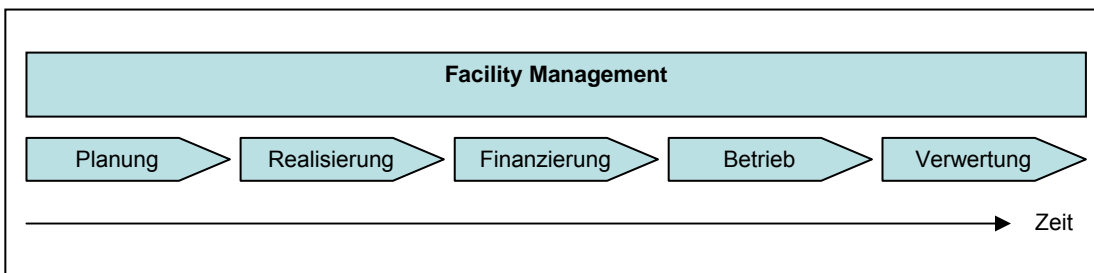 Facility Management
Planung
Realisierung
Finanzierung
Betrieb
Verwertung
Zeit